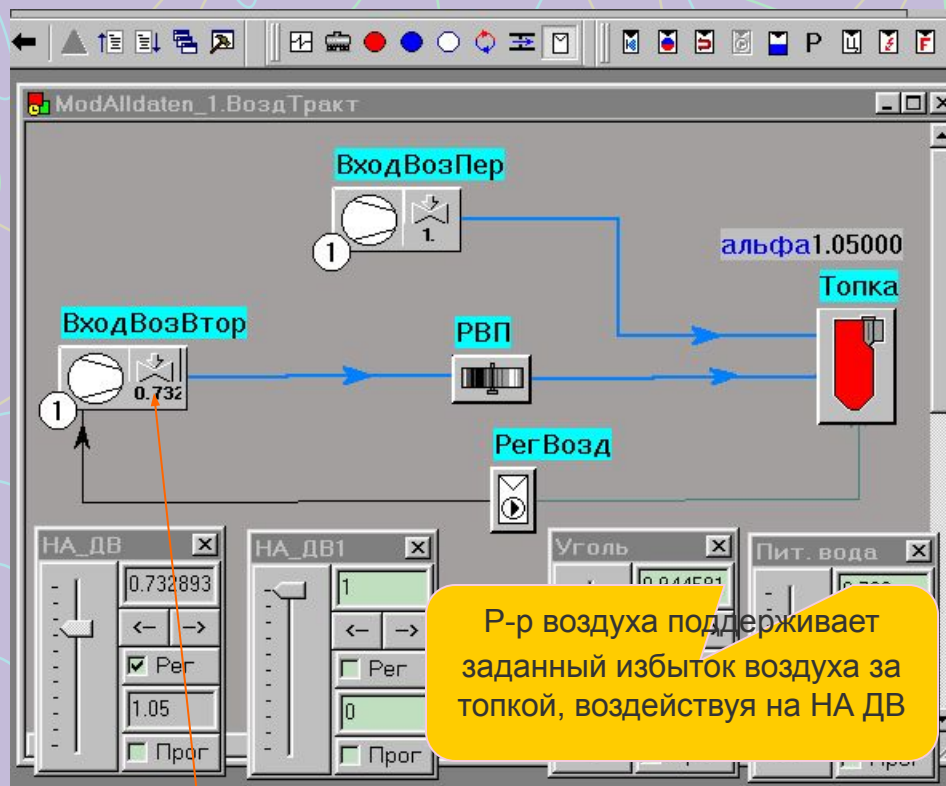 Р Ц F
ModAlldaten_1.ВоздТракт
ВходВозПер
1.
1
альфа1.05000
Топка
ВходВозВтор
РВП
0.732
1
РегВозд
НА_ДВ
НА_ДВ1
Уголь
Пит. вода
0.732893
1
<- ->
<- ->
Рег
Рег
1.05
0
Прог
Прог
Р-р воздуха поддерживает
заданный избыток воздуха за
топкой, воздействуя на НА ДВ